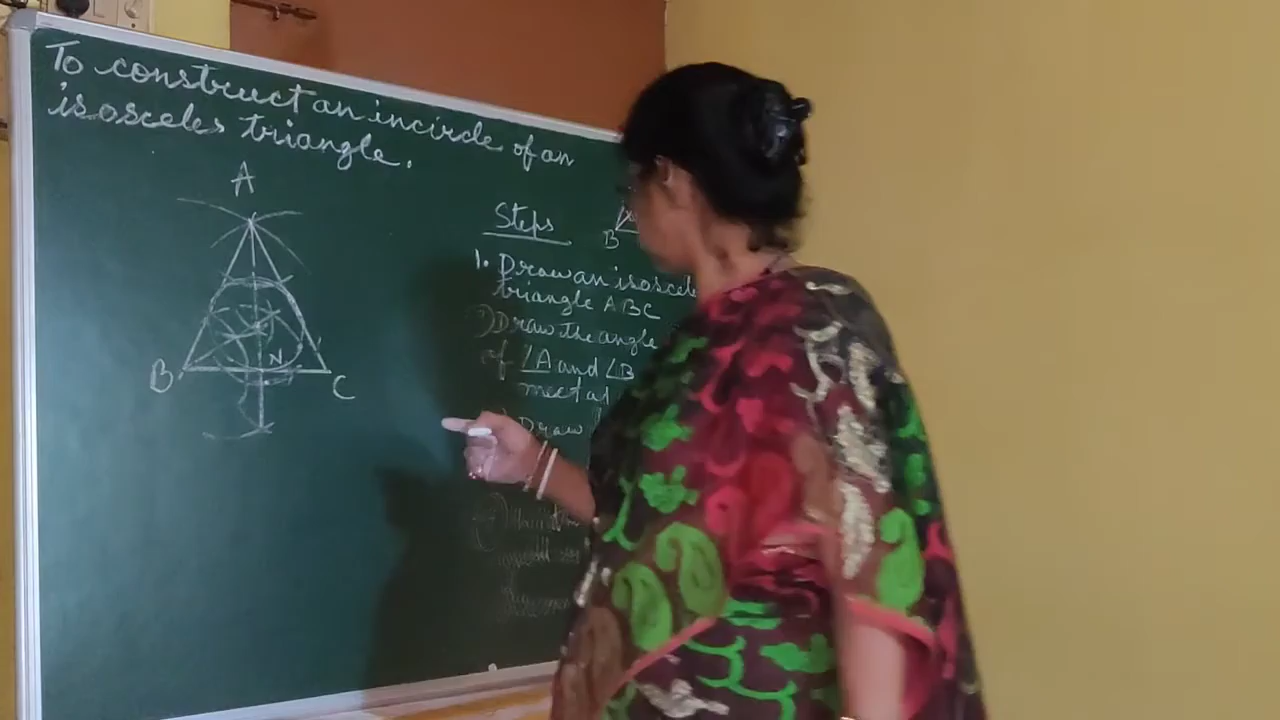 To construct an incircle of an
isosceles triangle.
A
B
C
N
Steps
B
1. Draw an isoscele
triangle ABC
2) Draw the angle
of ∠A and ∠B
meet at
Draw